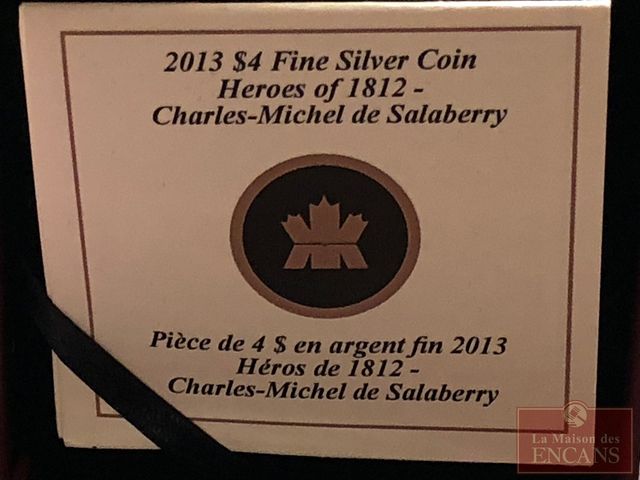 2013 $4 Fine Silver Coin
Heroes of 1812 -
Charles-Michel de Salaberry
Pièce de 4 $ en argent fin 2013
Héros de 1812 -
Charles-Michel de Salaberry
La Maison des
ENCANS